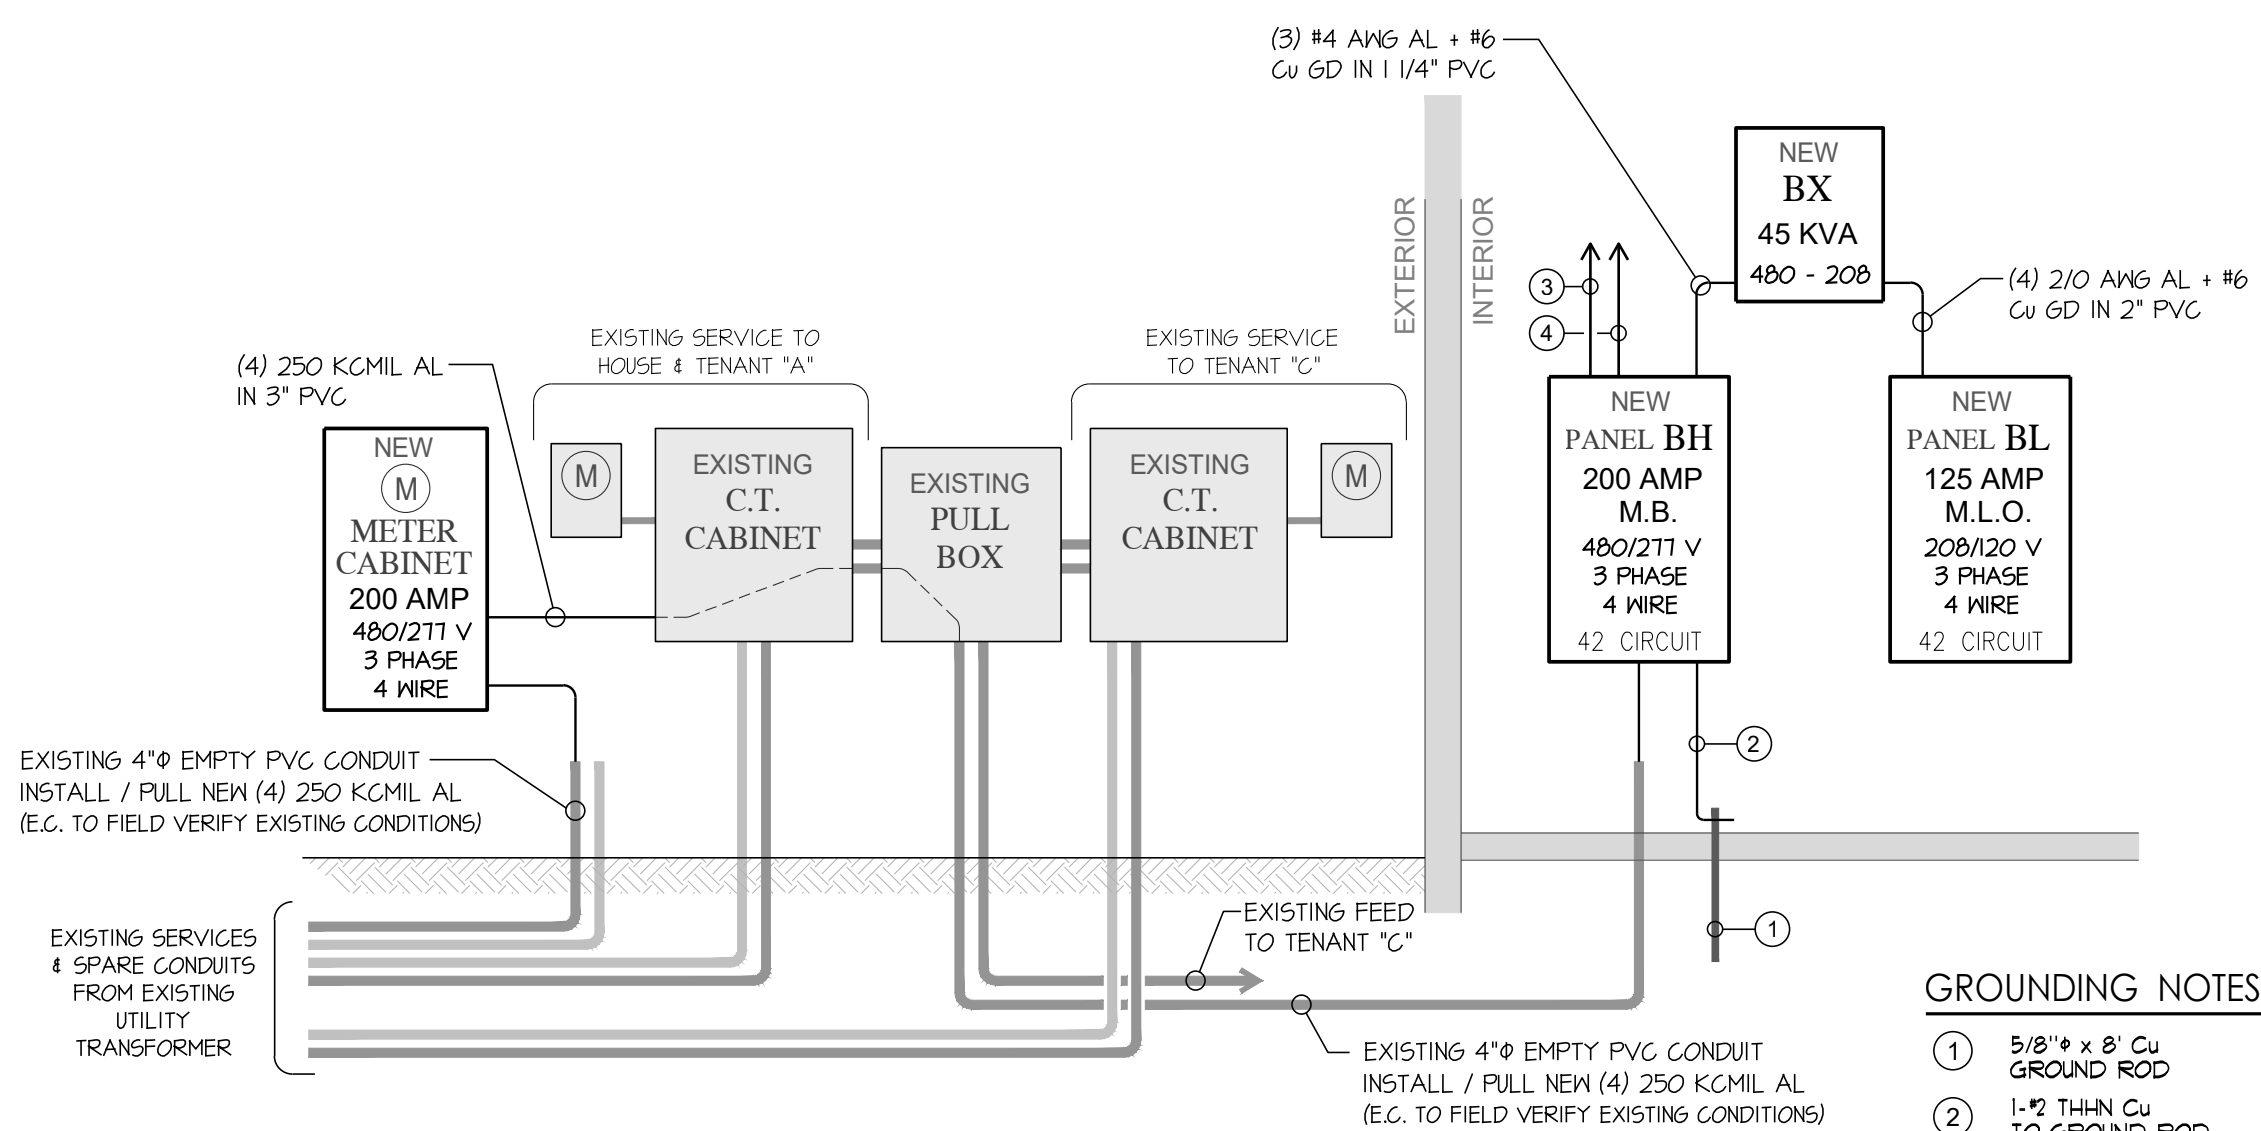 (3) #4 AWG AL + #6
Cu GD IN 1 1/4" PVC
NEW
BX
45 KVA
480 - 208
(4) 2/0 AWG AL + #6
Cu GD IN 2" PVC
EXTERIOR
INTERIOR
3
4
EXISTING SERVICE TO
HOUSE & TENANT "A"
EXISTING SERVICE
TO TENANT "C"
(4) 250 KCMIL AL
IN 3" PVC
NEW
M
METER
CABINET
200 AMP
480/277 V
3 PHASE
4 WIRE
M
EXISTING
C.T.
CABINET
EXISTING
PULL
BOX
EXISTING
C.T.
CABINET
M
NEW
PANEL BH
200 AMP
M.B.
480/277 V
3 PHASE
4 WIRE
42 CIRCUIT
NEW
PANEL BL
125 AMP
M.L.O.
208/120 V
3 PHASE
4 WIRE
42 CIRCUIT
2
EXISTING 4"Φ EMPTY PVC CONDUIT
INSTALL / PULL NEW (4) 250 KCMIL AL
(E.C. TO FIELD VERIFY EXISTING CONDITIONS)
EXISTING SERVICES
& SPARE CONDUITS
FROM EXISTING
UTILITY
TRANSFORMER
EXISTING FEED
TO TENANT "C"
1
EXISTING 4"Φ EMPTY PVC CONDUIT
INSTALL / PULL NEW (4) 250 KCMIL AL
(E.C. TO FIELD VERIFY EXISTING CONDITIONS)
GROUNDING NOTES
1 5/8"Φ x 8' Cu
GROUND ROD
2 1-#2 THHN Cu
TO GROUND ROD